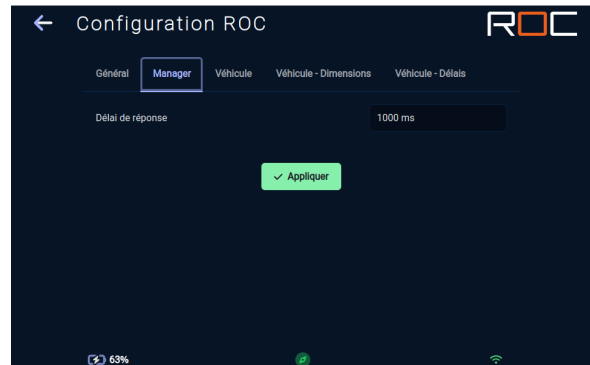 Configuration ROC
ROC
Général Manager Véhicule Véhicule - Dimensions Véhicule - Délais
Délai de réponse 1000 ms
Appliquer
63%